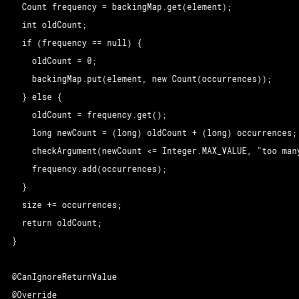 Count frequency = backingMap.get(element);
int oldCount;
if (frequency == null) {
oldCount = 0;
backingMap.put(element, new Count(occurrences));
} else {
oldCount = frequency.get();
long newCount = (long) oldCount + (long) occurrences;
checkArgument(newCount <= Integer.MAX_VALUE, "too many
frequency.add(occurrences);
}
size += occurrences;
return oldCount;
}
@CanIgnoreReturnValue
@Override